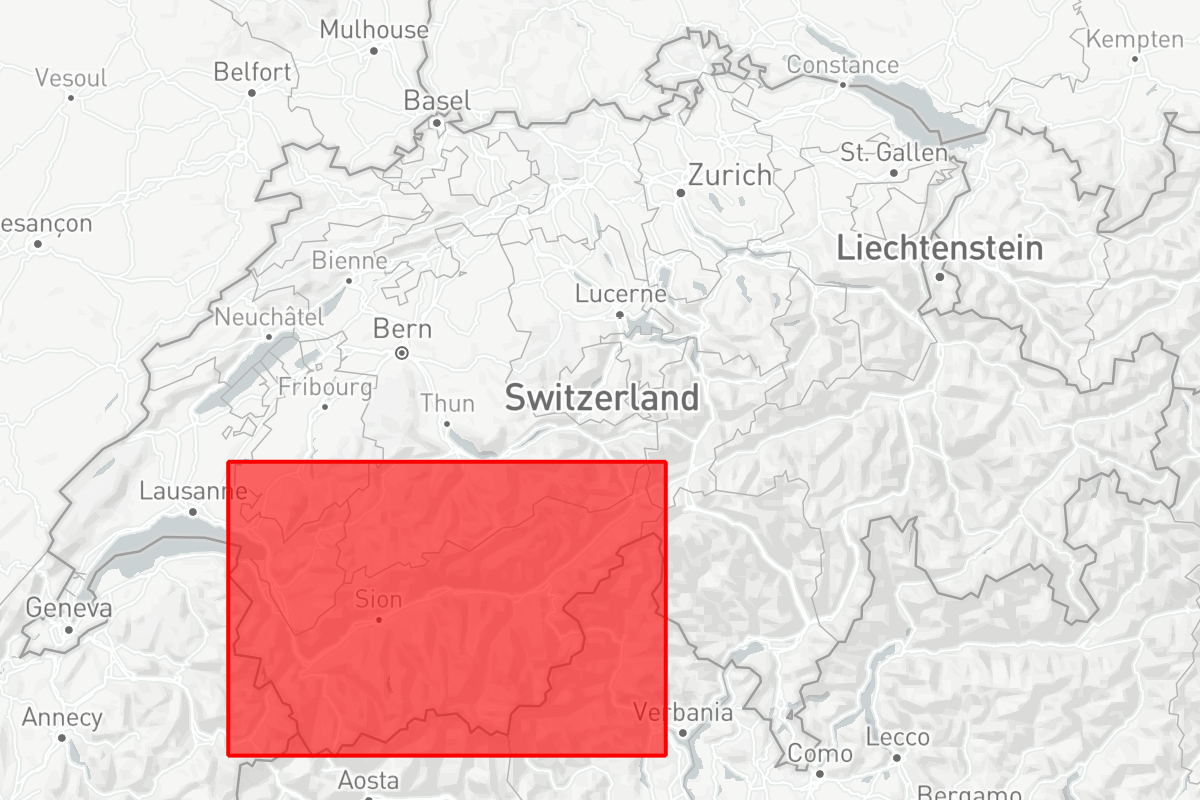 Mulhouse
Kempten
Vesoul
Belfort
Constance
Basel
St. Gallen
Zurich
esançon
Liechtenstein
Bienne
Lucerne
Neuchâtel
Bern
Fribourg
Thun
Switzerland
Lausanne
Sion
Geneva
Annecy
Verbania
Lecco
Como
Aosta
Bergamo